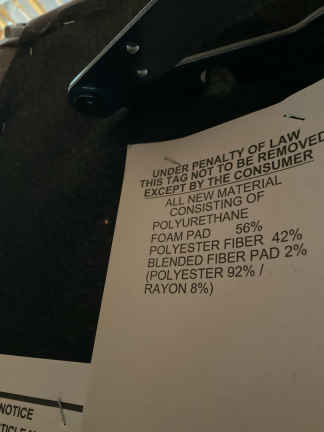 UNDER PENALTY OF LAW
THIS TAG NOT TO BE REMOVED
EXCEPT BY THE CONSUMER
ALL NEW MATERIAL
CONSISTING OF
POLYURETHANE
FOAM PAD 56%
POLYESTER FIBER 42%
BLENDED FIBER PAD 2%
(POLYESTER 92% /
RAYON 8%)
NOTICE